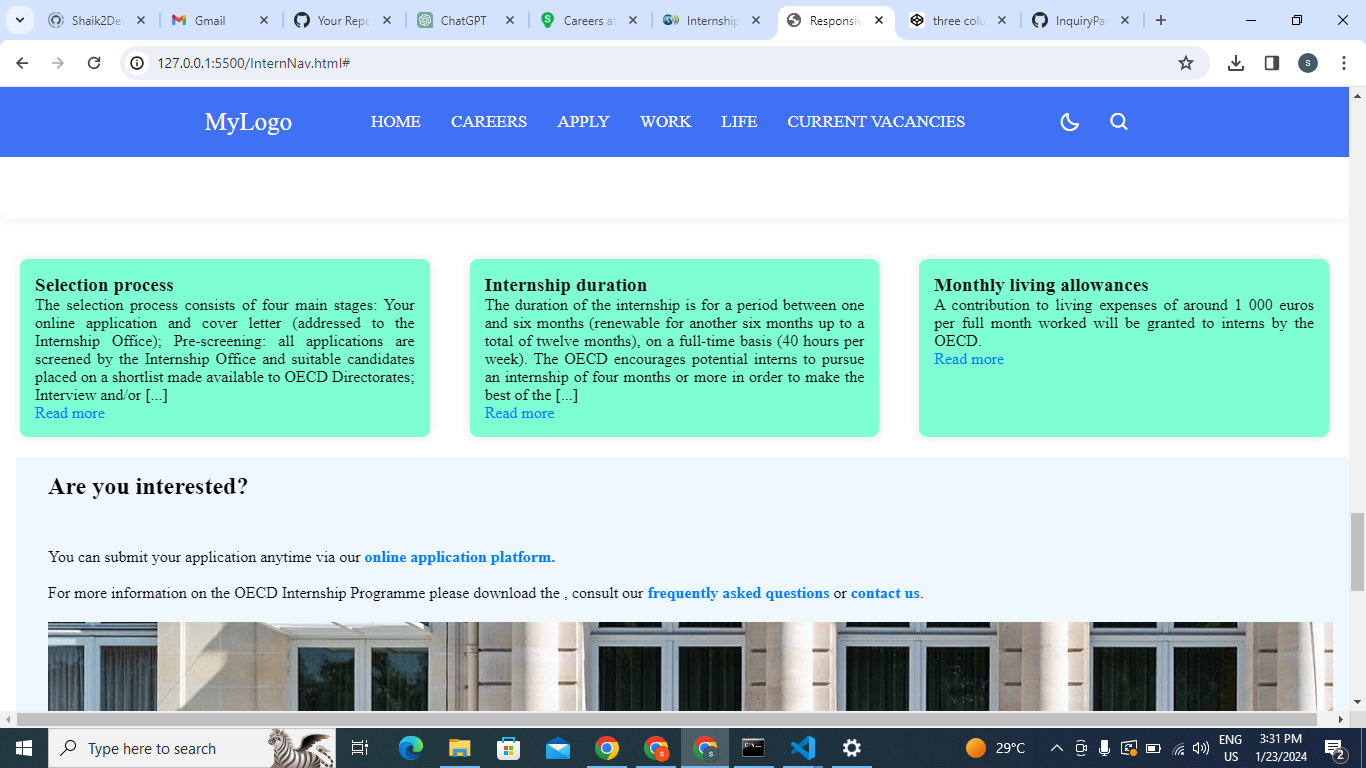 Shaik2De
Gmail
Your Repo
ChatGPT
Careers a
Internship
Responsiv
three colu
InquiryPa
127.0.0.1:5500/InternNav.html#
S
MyLogo HOME CAREERS APPLY WORK LIFE CURRENT VACANCIES
Selection process
The selection process consists of four main stages: Your
online application and cover letter (addressed to the
Internship Office); Pre-screening: all applications are
screened by the Internship Office and suitable candidates
placed on a shortlist made available to OECD Directorates;
Interview and/or [...]
Read more
Internship duration
The duration of the internship is for a period between one
and six months (renewable for another six months up to a
total of twelve months), on a full-time basis (40 hours per
week). The OECD encourages potential interns to pursue
an internship of four months or more in order to make the
best of the [...]
Read more
Monthly living allowances
A contribution to living expenses of around 1 000 euros
per full month worked will be granted to interns by the
OECD.
Read more
Are you interested?
You can submit your application anytime via our online application platform.
For more information on the OECD Internship Programme please download the , consult our frequently asked questions or contact us.
Type here to search
29°C
ENG
US
3:31 PM
1/23/2024
2